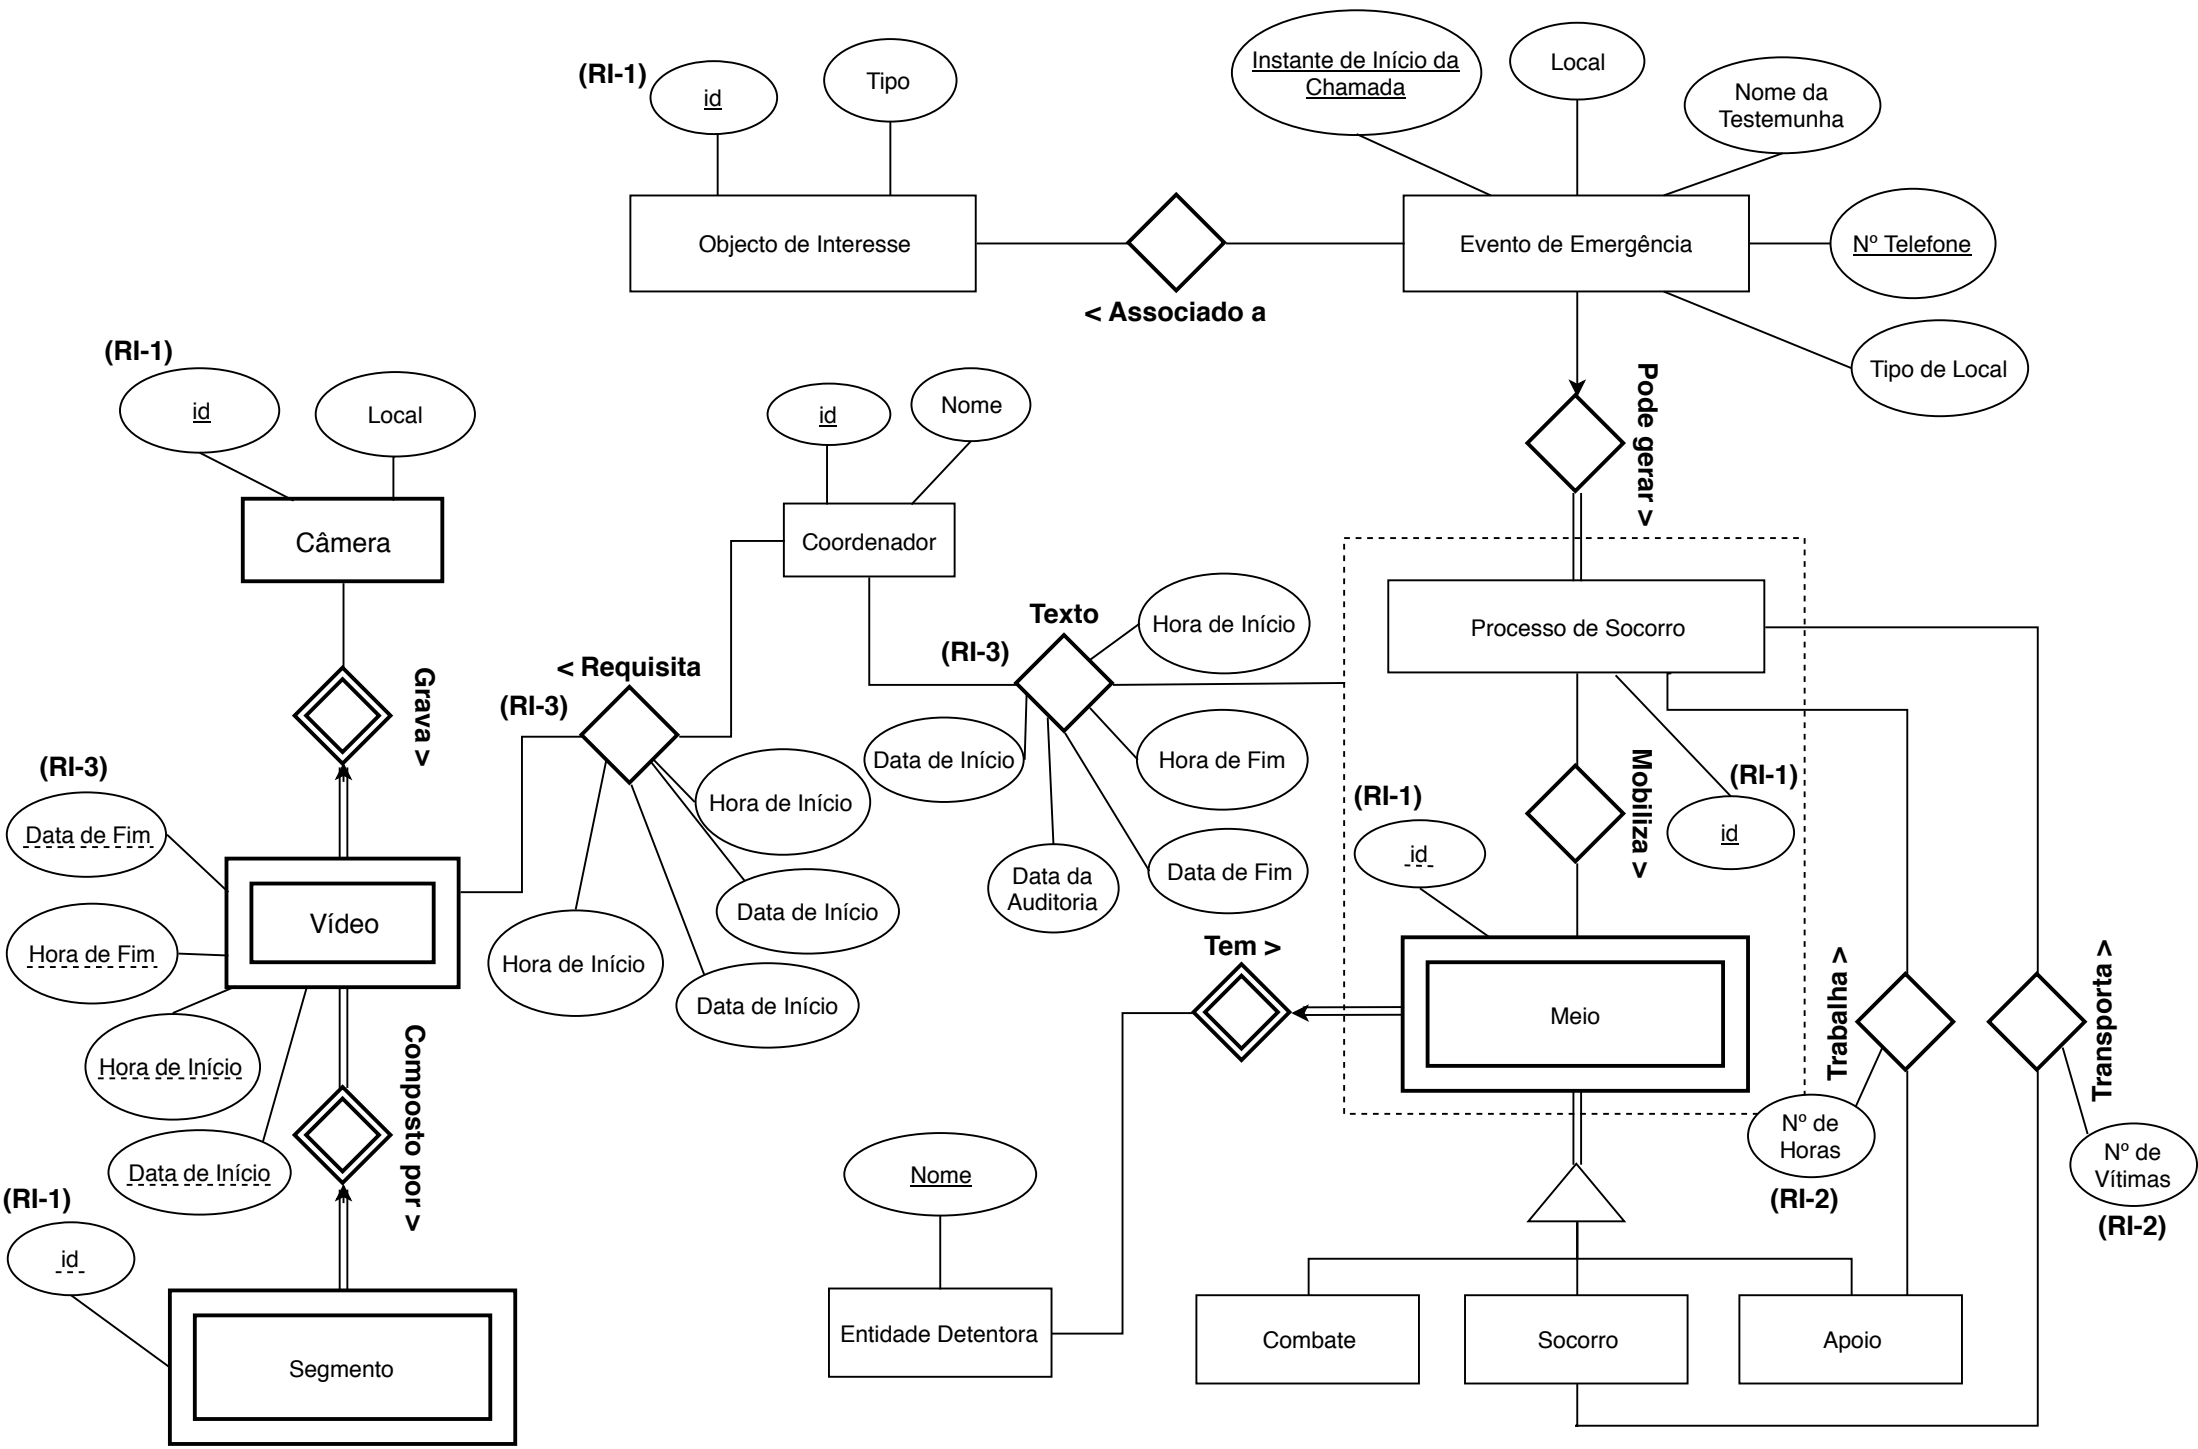 (RI-1)
id
Tipo
Instante de Início da
Chamada
Local
Nome da
Testemunha
Objecto de Interesse
Evento de Emergência
Nº Telefone
< Associado a
Tipo de Local
Pode gerar >
(RI-1)
id
Local
Câmera
Grava >
id
Nome
Coordenador
< Requisita
(RI-3)
Texto
(RI-3)
Hora de Início
Data de Início
Hora de Fim
Data da
Auditoria
Data de Fim
Hora de Início
Data de Início
Hora de Início
Data de Início
Processo de Socorro
Mobiliza >
(RI-1)
id
(RI-1)
id
(RI-3)
Data de Fim
Hora de Fim
Vídeo
Hora de Início
Data de Início
Composto por >
(RI-1)
id
Segmento
Tem >
Meio
Trabalha >
Nº de
Horas
(RI-2)
Transporta >
Nº de
Vítimas
(RI-2)
Nome
Entidade Detentora
Combate
Socorro
Apoio